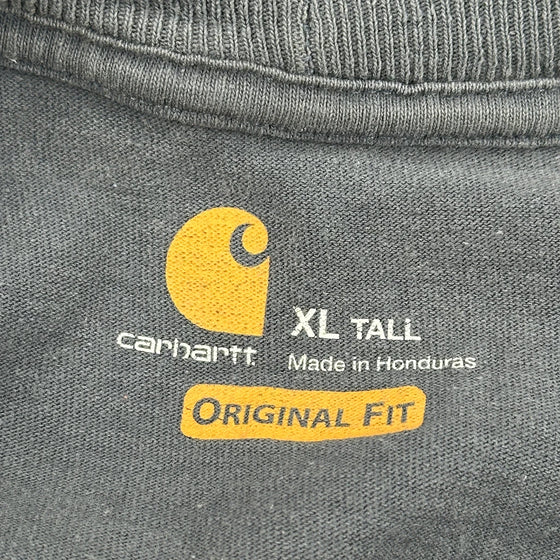 carhartt
XL TALL
Made in Honduras
ORIGINAL FIT